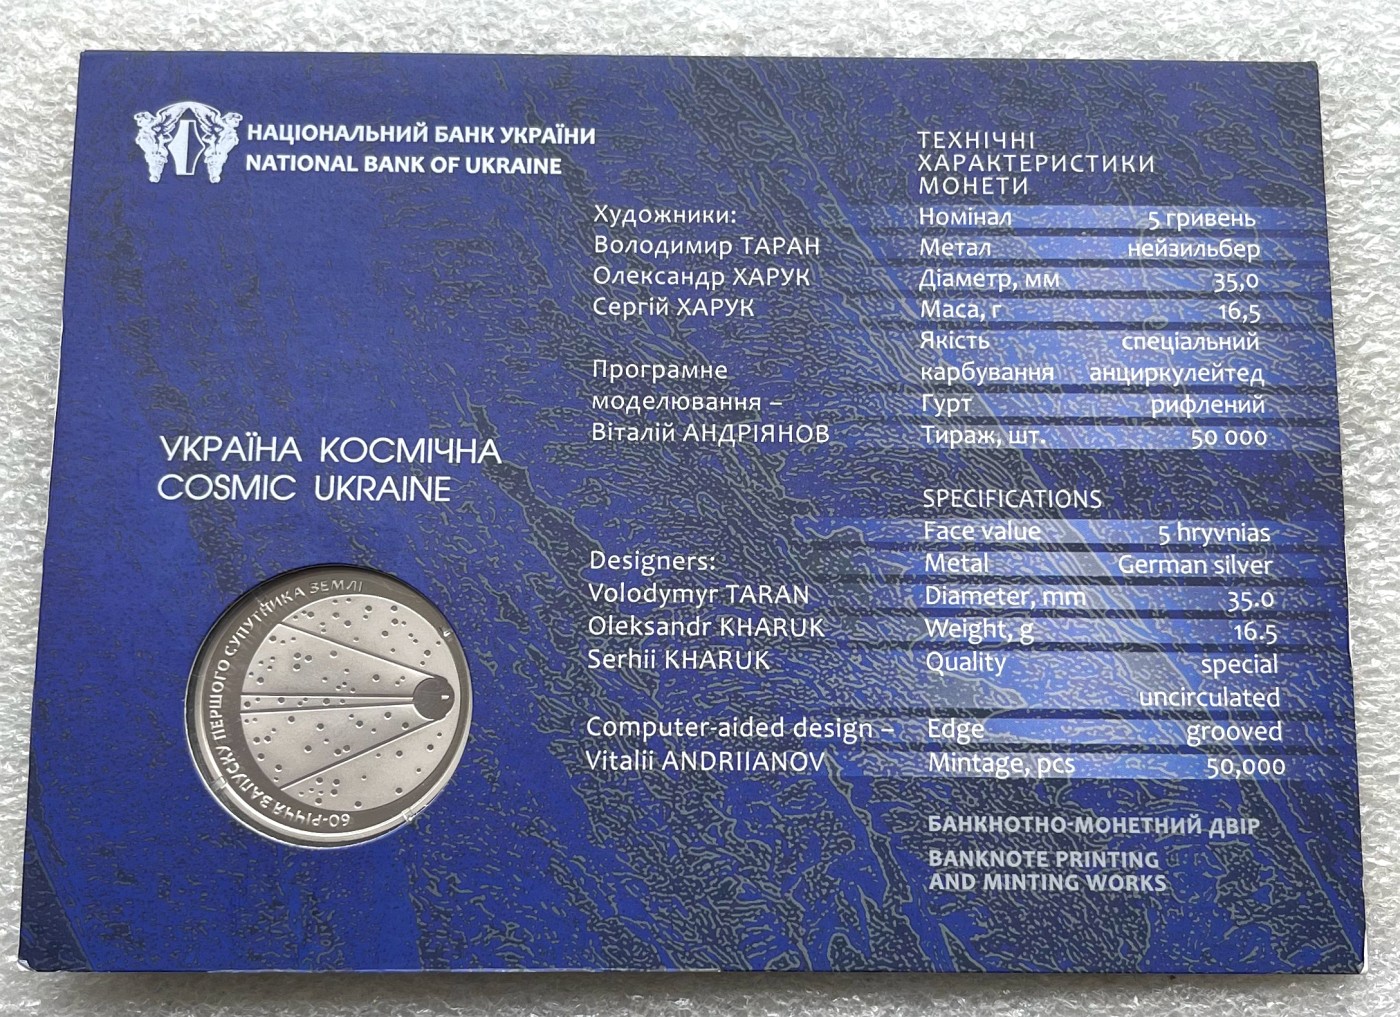 НАЦІОНАЛЬНИЙ БАНК УКРАЇНИ
NATIONAL BANK OF UKRAINE
УКРАЇНА КОСМІЧНА
COSMIC UKRAINE
60-РІЧЧЯ ЗАПУСКУ ПЕРШОГО СУПУТНИКА ЗЕМЛІ
Художники:
Володимир ТАРАН
Олександр ХАРУК
Сергій ХАРУК
Програмне
моделювання –
Віталій АНДРІЯНОВ
Designers:
Volodymyr TARAN
Oleksandr KHARUK
Serhii KHARUK
Computer-aided design –
Vitalii ANDRIIANOV
ТЕХНІЧНІ
ХАРАКТЕРИСТИКИ
МОНЕТИ
Номінал 5 гривень
Метал нейзильбер
Діаметр, мм 35,0
Маса, г 16,5
Якість спеціальний
карбування анциркулейтед
Гурт рифлений
Тираж, шт. 50 000
SPECIFICATIONS
Face value 5 hryvnias
Metal German silver
Diameter, mm 35.0
Weight, g 16.5
Quality special
uncirculated
Edge grooved
Mintage, pcs 50,000
БАНКНОТНО-МОНЕТНИЙ ДВІР
BANKNOTE PRINTING
AND MINTING WORKS